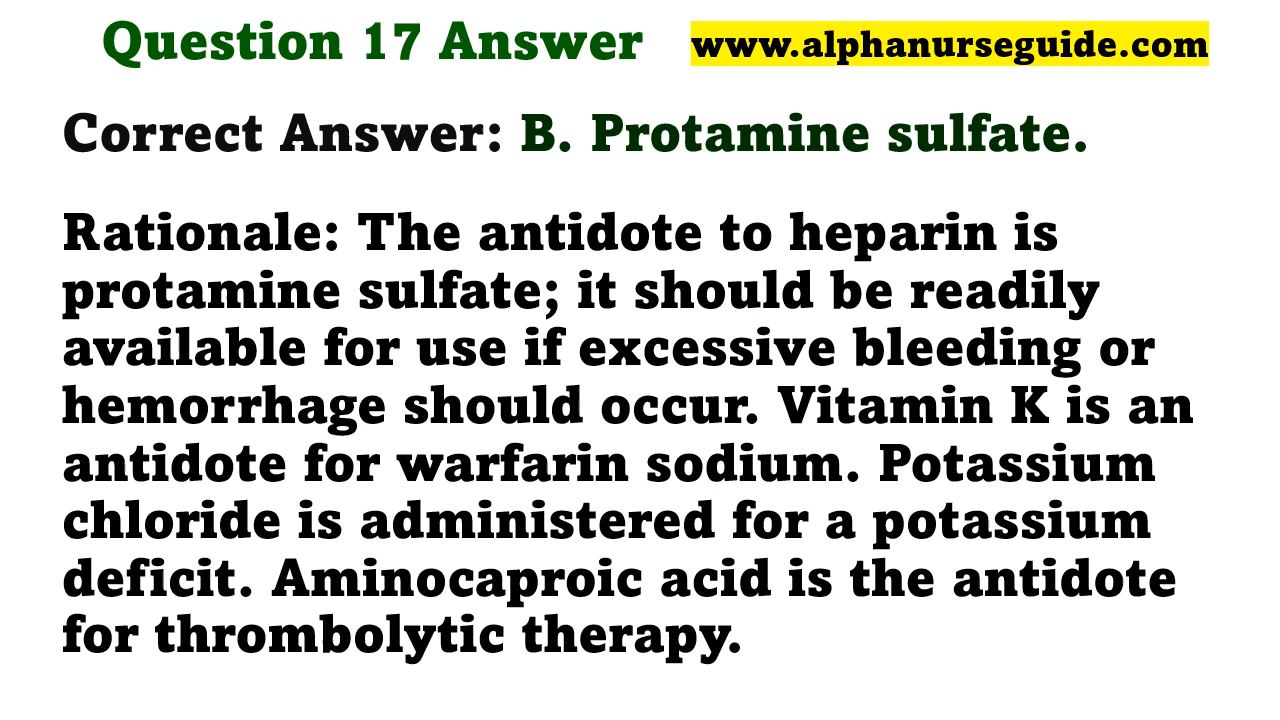 Question 17 Answer www.alphanurseguide.com
Correct Answer: B. Protamine sulfate.
Rationale: The antidote to heparin is
protamine sulfate; it should be readily
available for use if excessive bleeding or
hemorrhage should occur. Vitamin K is an
antidote for warfarin sodium. Potassium
chloride is administered for a potassium
deficit. Aminocaproic acid is the antidote
for thrombolytic therapy.